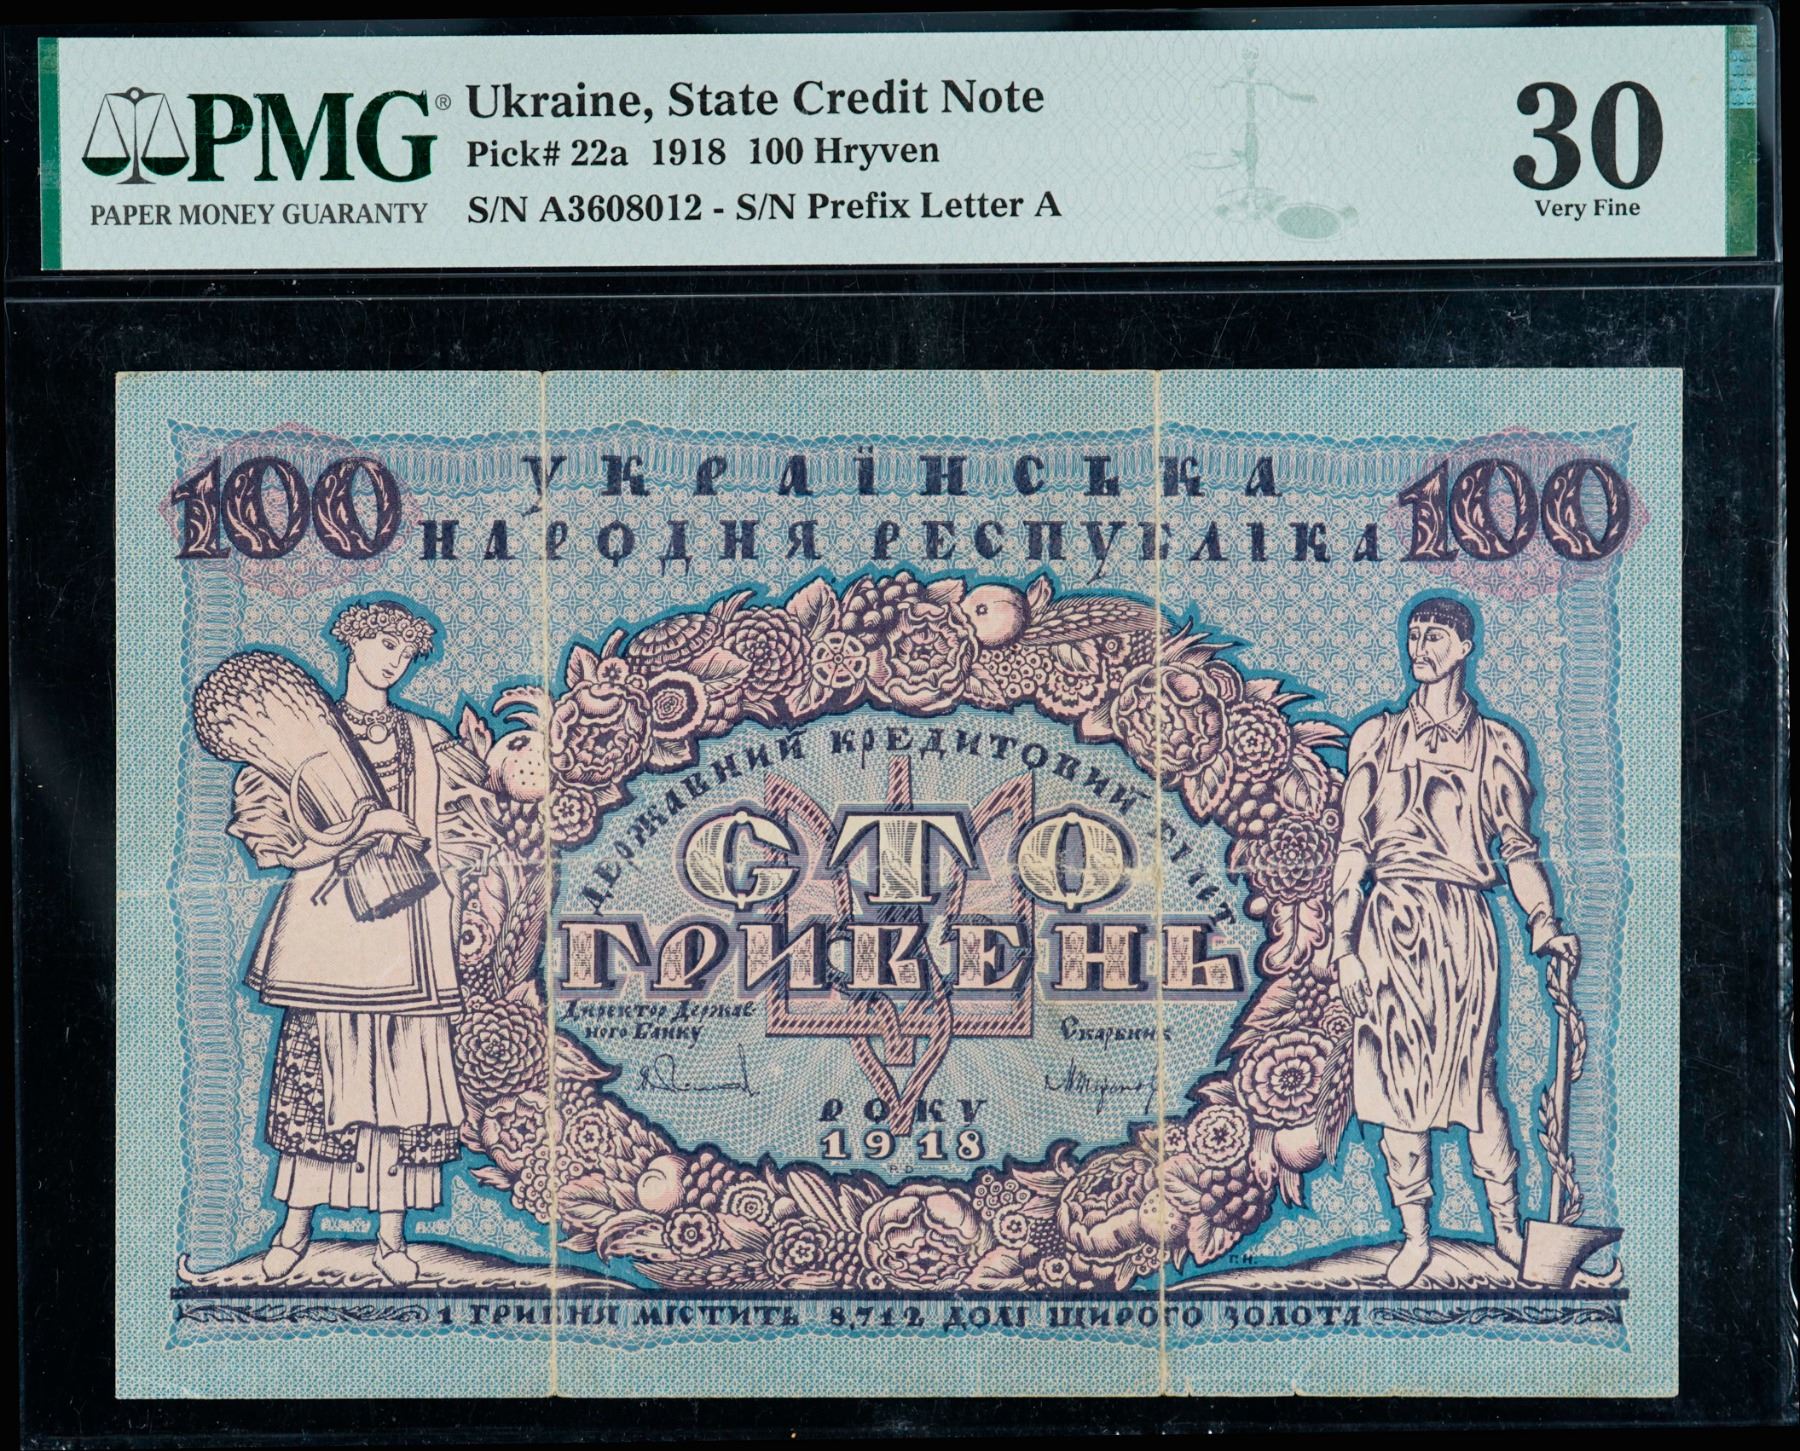 PMG® Ukraine, State Credit Note
Pick# 22a 1918 100 Hryven
S/N A3608012 - S/N Prefix Letter A
PAPER MONEY GUARANTY
30
Very Fine
100 УКРАЇНСЬКА 100
НАРОДНЯ РЕСПУБЛІКА
ДЕРЖАВНИЙ КРЕДИТОВИЙ БІЛЕТ
СТО
ГРИВЕНЬ
Директор Держав-
ного Банку
Скарбник
РОКУ
1918
Г.Н.
1 ГРИВНЯ МІСТИТЬ 8,712 ДОЛІ ЩИРОГО ЗОЛОТА